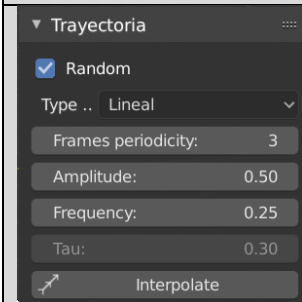 Trayectoria
Random
Type .. Lineal
Frames periodicity: 3
Amplitude: 0.50
Frequency: 0.25
Tau: 0.30
Interpolate